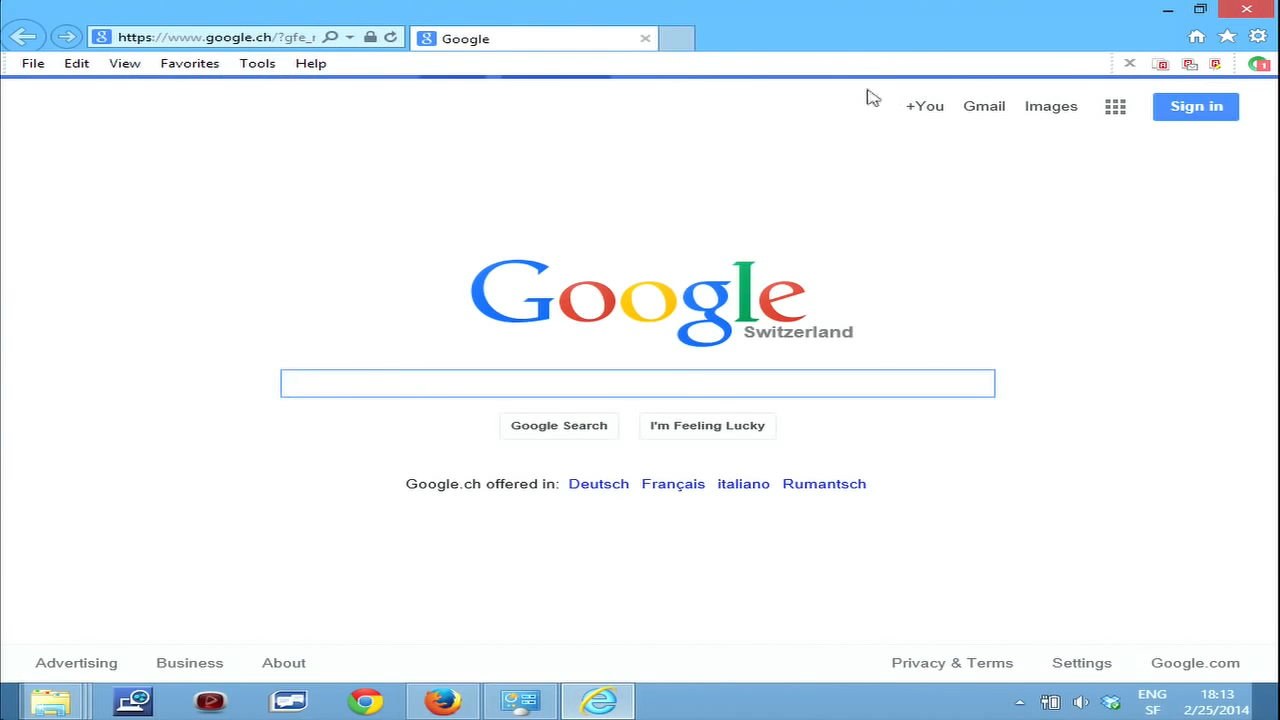 https://www.google.ch/?gfe_r
Google
File Edit View Favorites Tools Help
+You Gmail Images Sign in
Google
Switzerland
Google Search I'm Feeling Lucky
Google.ch offered in: Deutsch Français italiano Rumantsch
Advertising Business About Privacy & Terms Settings Google.com
ENG 18:13
SF 2/25/2014